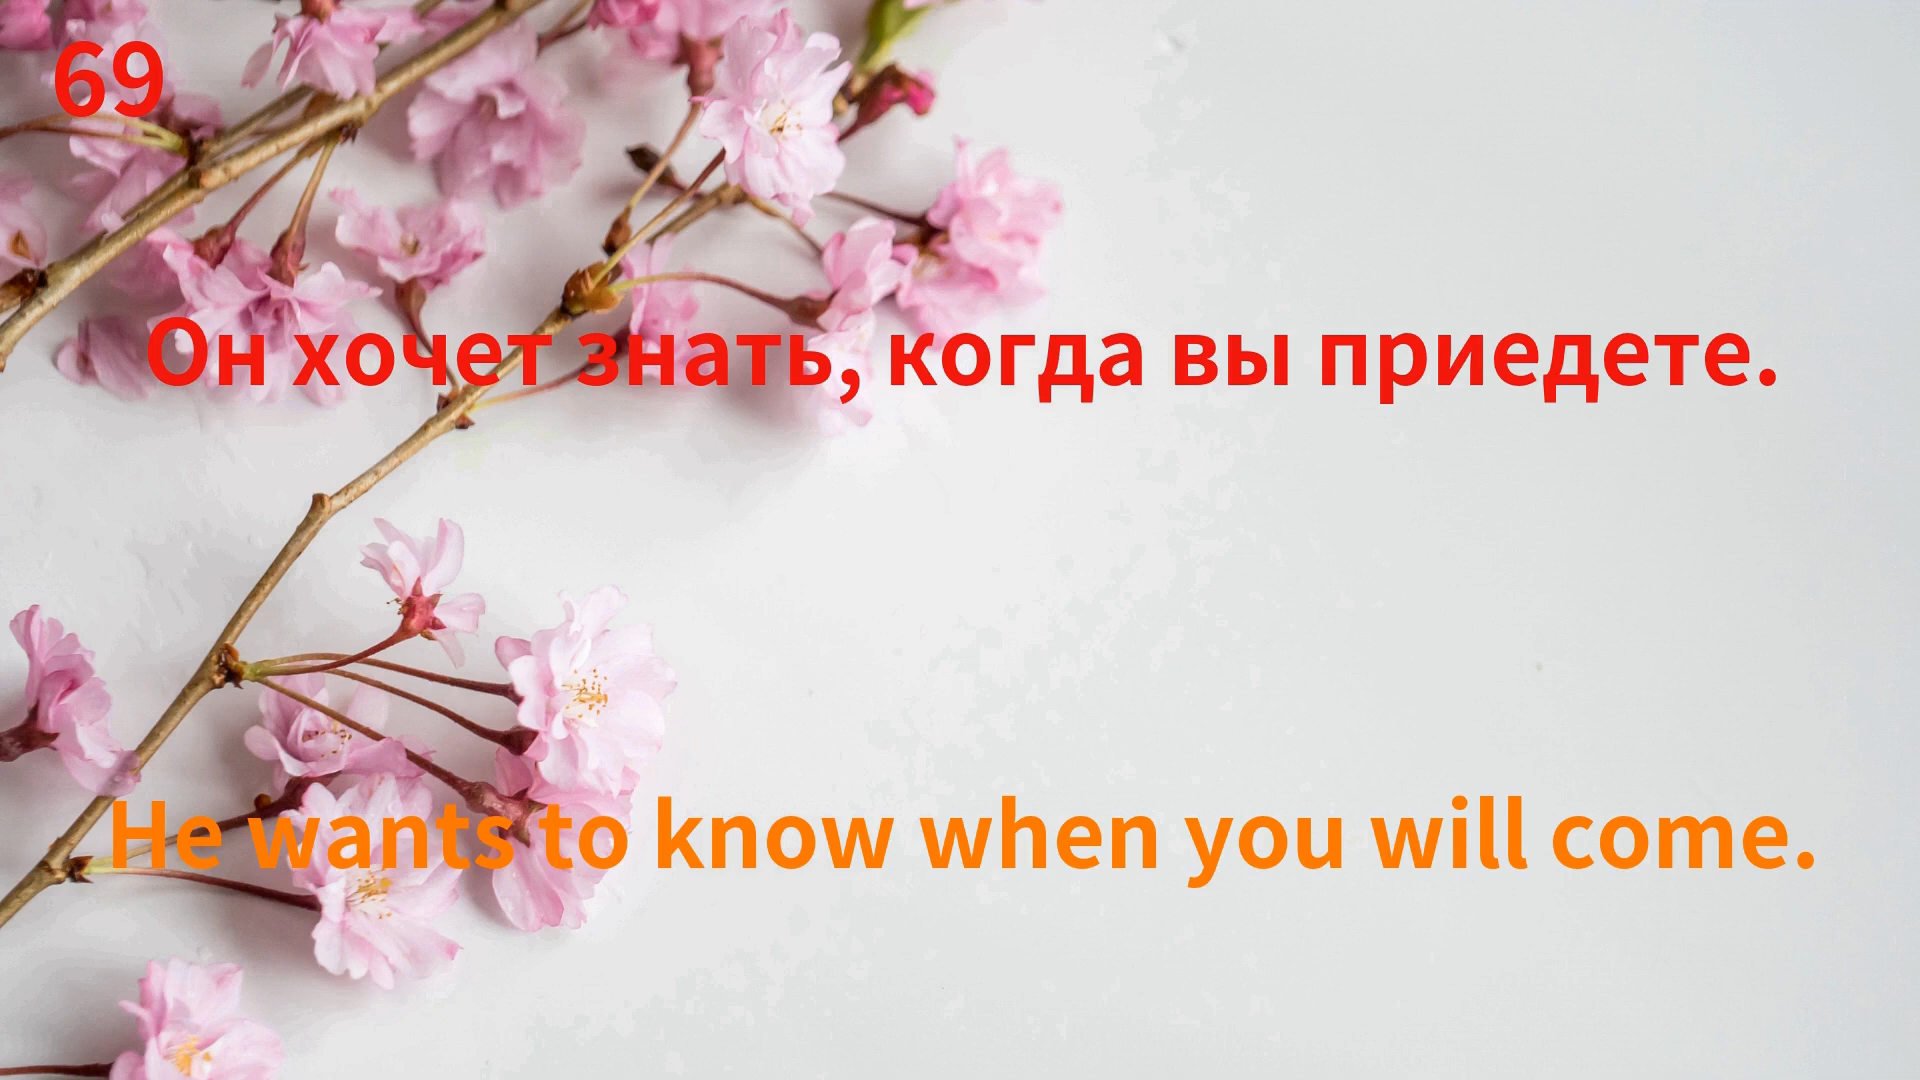 69
Он хочет знать, когда вы приедете.
He wants to know when you will come.